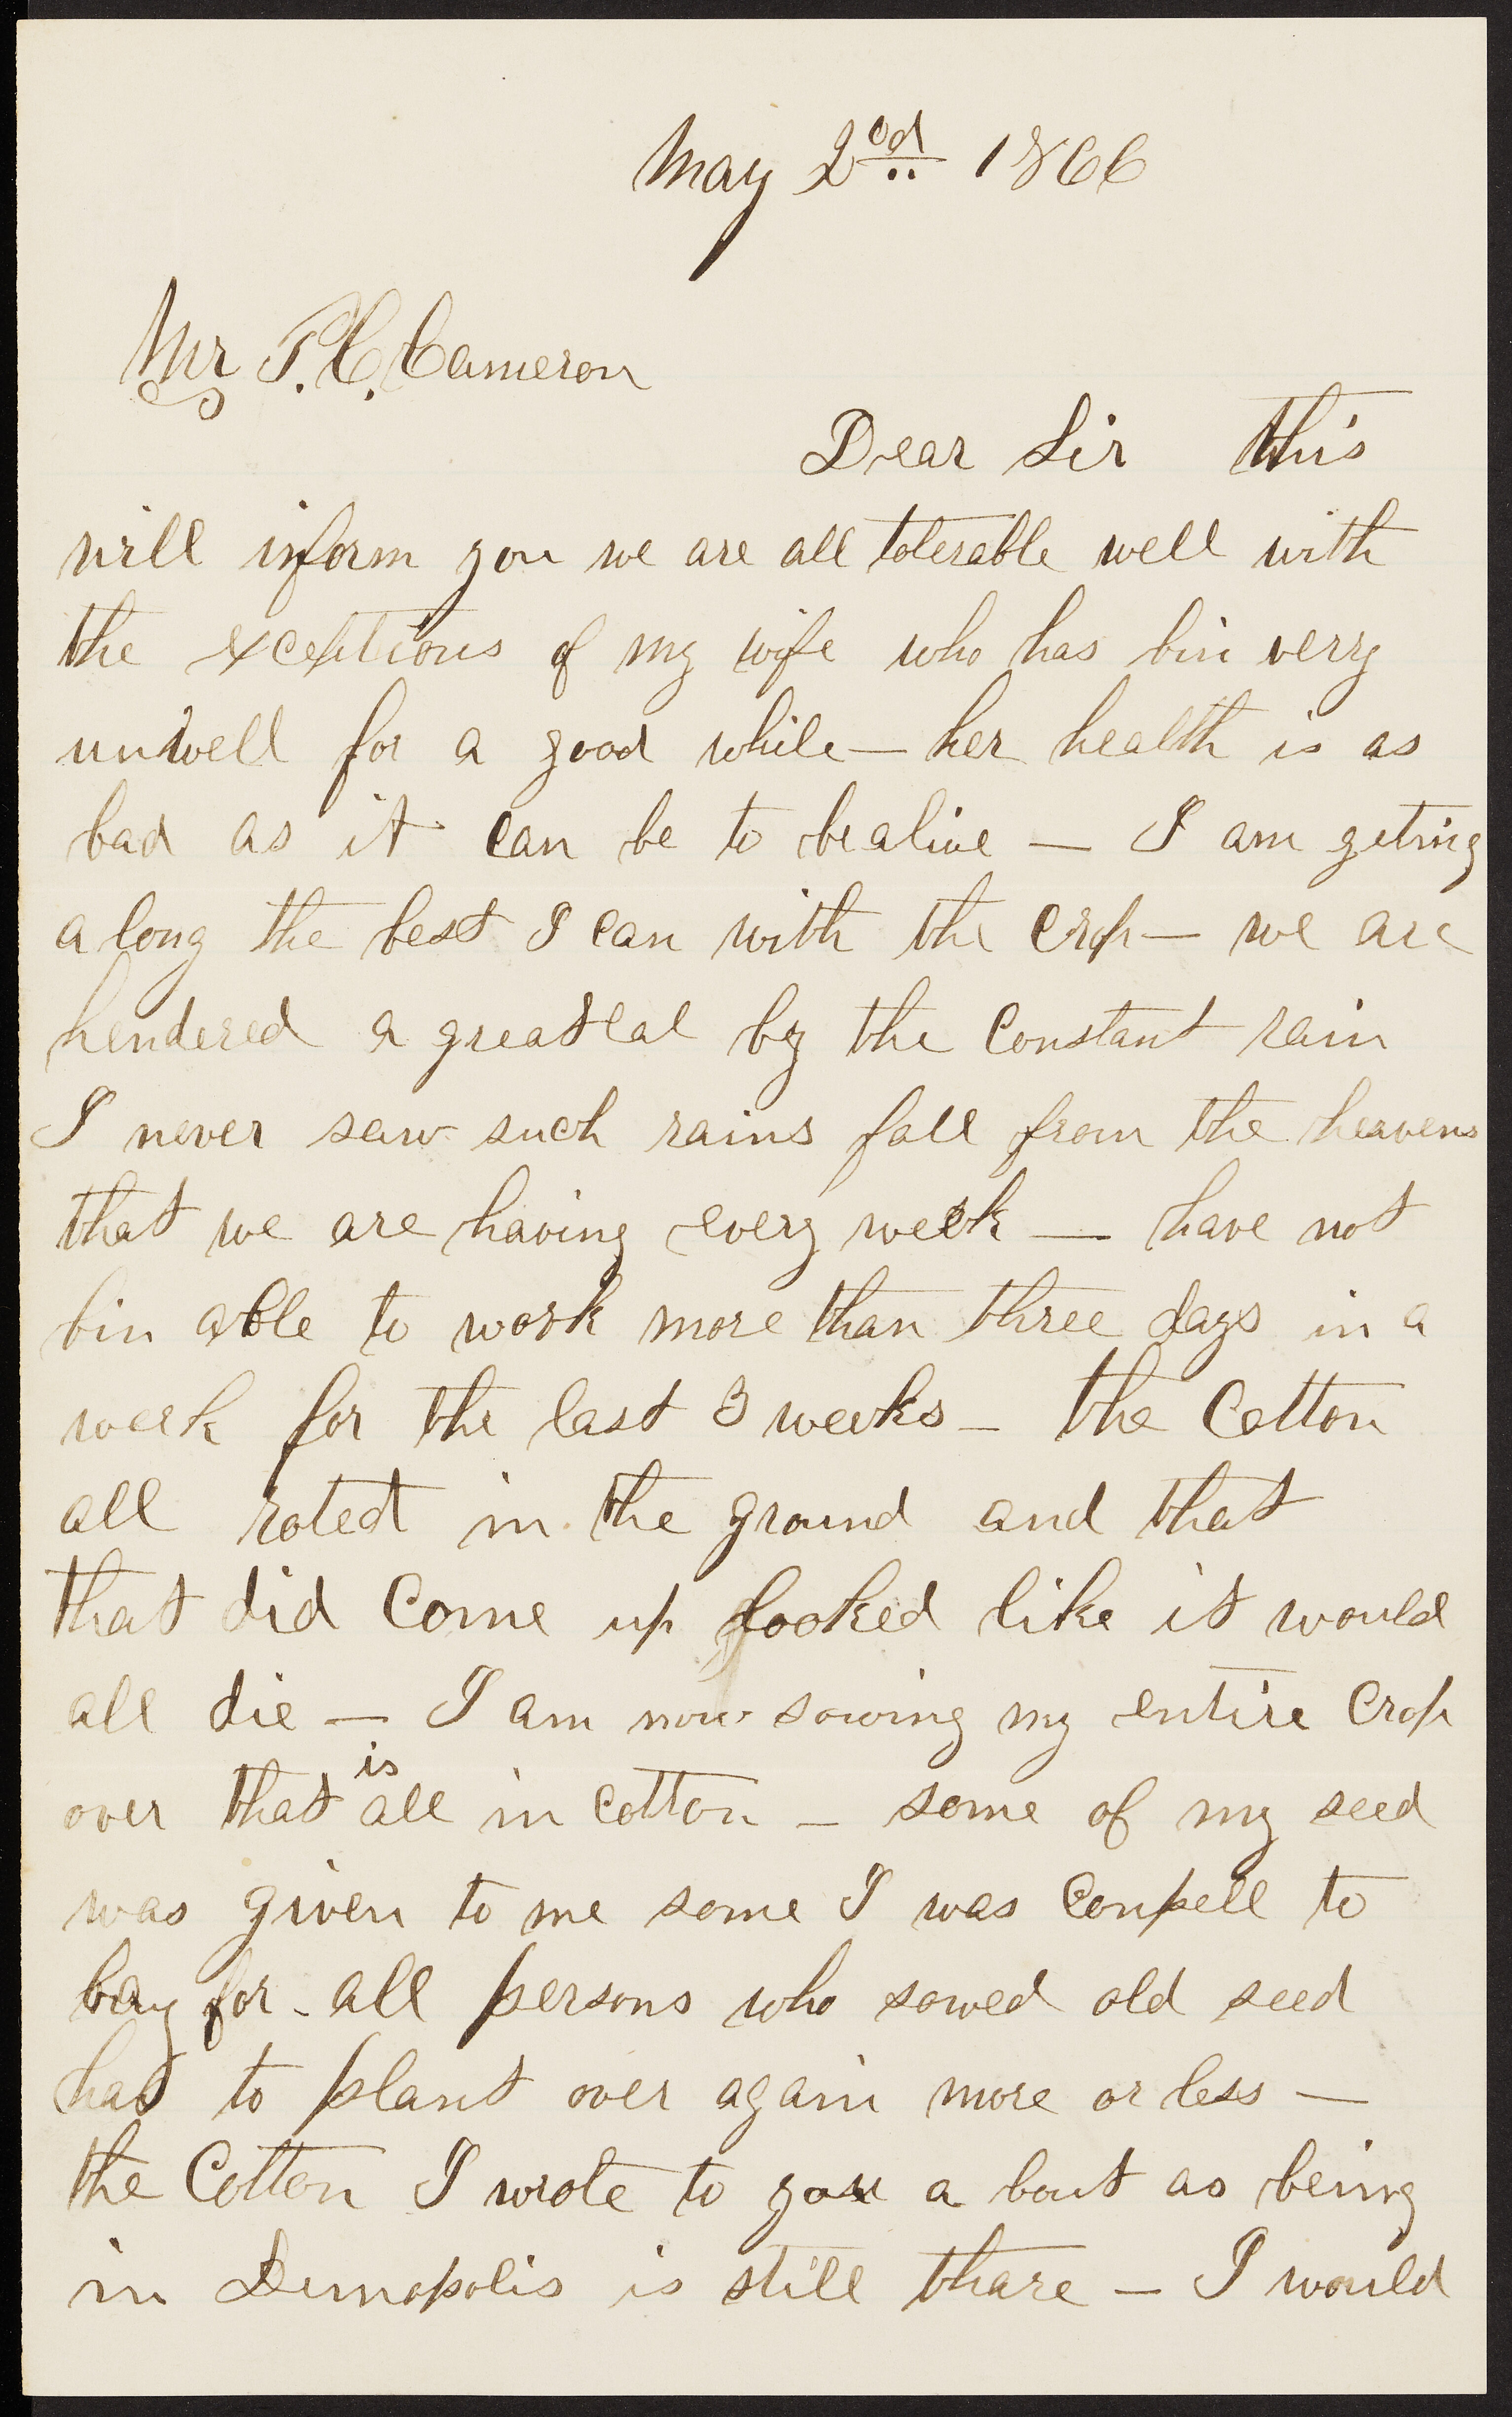 May 2cd 1866
Mr P.C. Cameron
Dear Sir this
will inform you we are all tolerable well with
the exceptions of my wife who has bin verry
unwell for a good while — her health is as
bad as it can be to be alive — I am geting
a long the best I can with the crop — we are
hendered a greateal by the Constant rain
I never saw such rains fall from the heavens
that we are having every week — have not
bin able to work more than three days in a
week for the last 3 weeks — the Cotton
all roted in the ground and that
that did Come up looked like it would
all die — I am now sowing my entire Crop
over that is all in Cotton — some of my seed
was given to me some I was Conpell to
bay for - all persons who sowed old seed
had to plant over again more or less —
the Cotton I wrote to you a bout as being
in Demopolis is still thare — I would